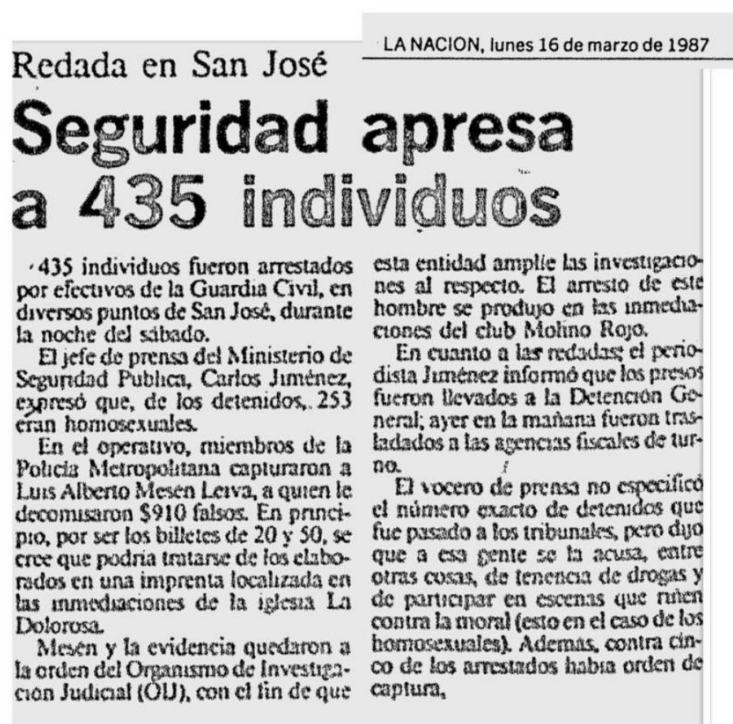 LA NACION, lunes 16 de marzo de 1987
Redada en San José
Seguridad apresa
a 435 individuos
435 individuos fueron arrestados
por efectivos de la Guardia Civil, en
diversos puntos de San José, durante
la noche del sábado.
El jefe de prensa del Ministerio de
Seguridad Publica, Carlos Jiménez,
expresó que, de los detenidos, 253
eran homosexuales.
En el operativo, miembros de la
Policía Metropolitana capturaron a
Luis Alberto Mesén Leiva, a quien le
decomisaron $910 falsos. En princi-
pio, por ser los billetes de 20 y 50, se
cree que podría tratarse de los elabo-
rados en una imprenta localizada en
las inmediaciones de la iglesia La
Dolorosa.
Mesén y la evidencia quedaron a
la orden del Organismo de Investiga-
ción Judicial (OIJ), con el fin de que
esta entidad amplíe las investigacio-
nes al respecto. El arresto de este
hombre se produjo en las inmedia-
ciones del club Molino Rojo.
En cuanto a las redadas; el perio-
dista Jiménez informó que los presos
fueron llevados a la Detención Ge-
neral; ayer en la mañana fueron tras-
ladados a las agencias fiscales de tur-
no.
El vocero de prensa no especificó
el número exacto de detenidos que
fue pasado a los tribunales, pero dijo
que a esa gente se la acusa, entre
otras cosas, de tenencia de drogas y
de participar en escenas que riñen
contra la moral (esto en el caso de los
homosexuales). Además, contra cin-
co de los arrestados había orden de
captura.